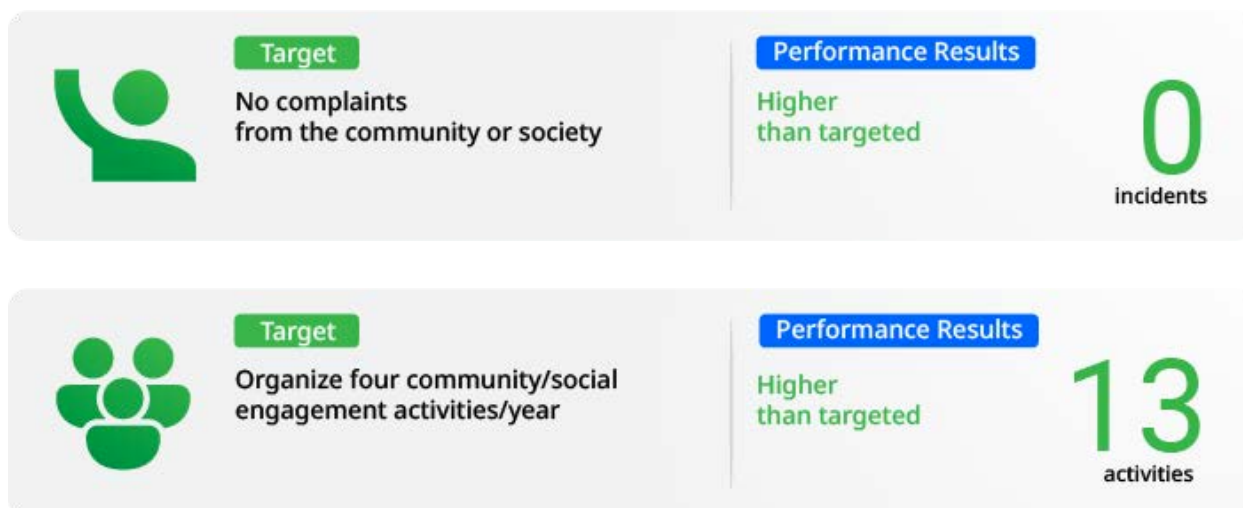 Target
No complaints
from the community or society
Performance Results
Higher
than targeted
0
incidents
Target
Organize four community/social
engagement activities/year
Performance Results
Higher
than targeted
13
activities